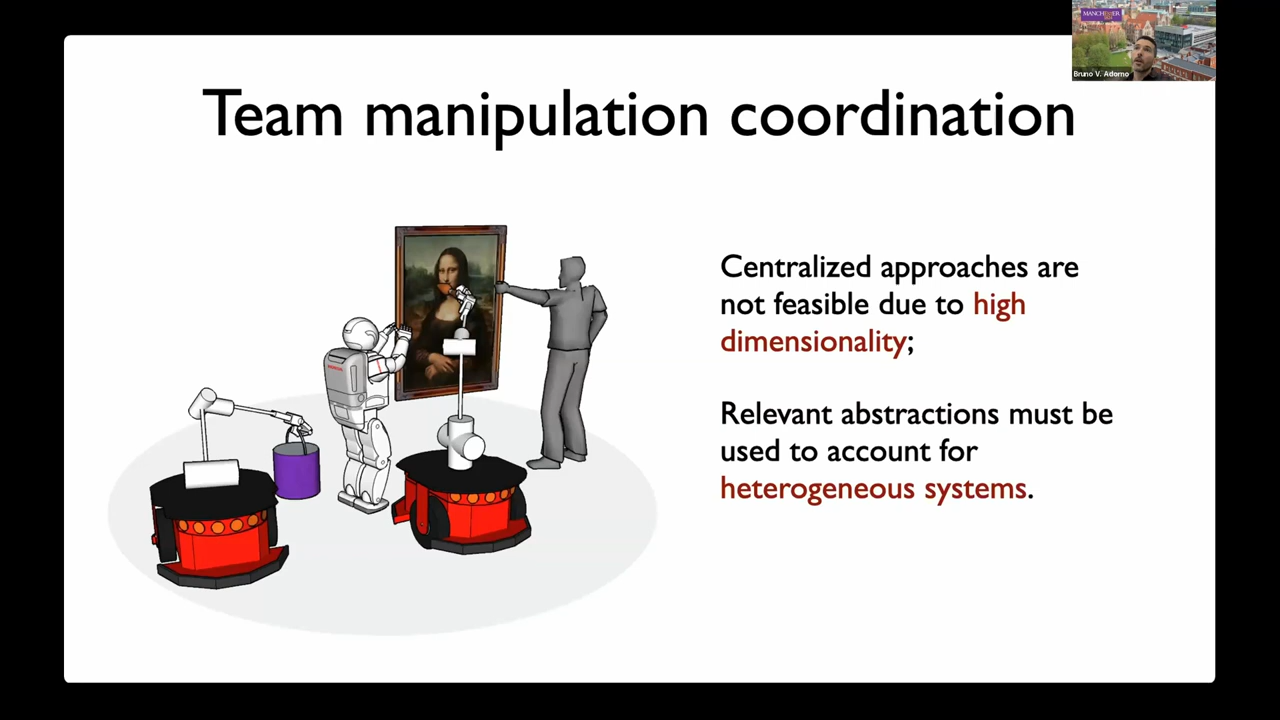 MANCHESTER
Bruno V. Adorno
Team manipulation coordination
Centralized approaches are
not feasible due to high
dimensionality;
Relevant abstractions must be
used to account for
heterogeneous systems.